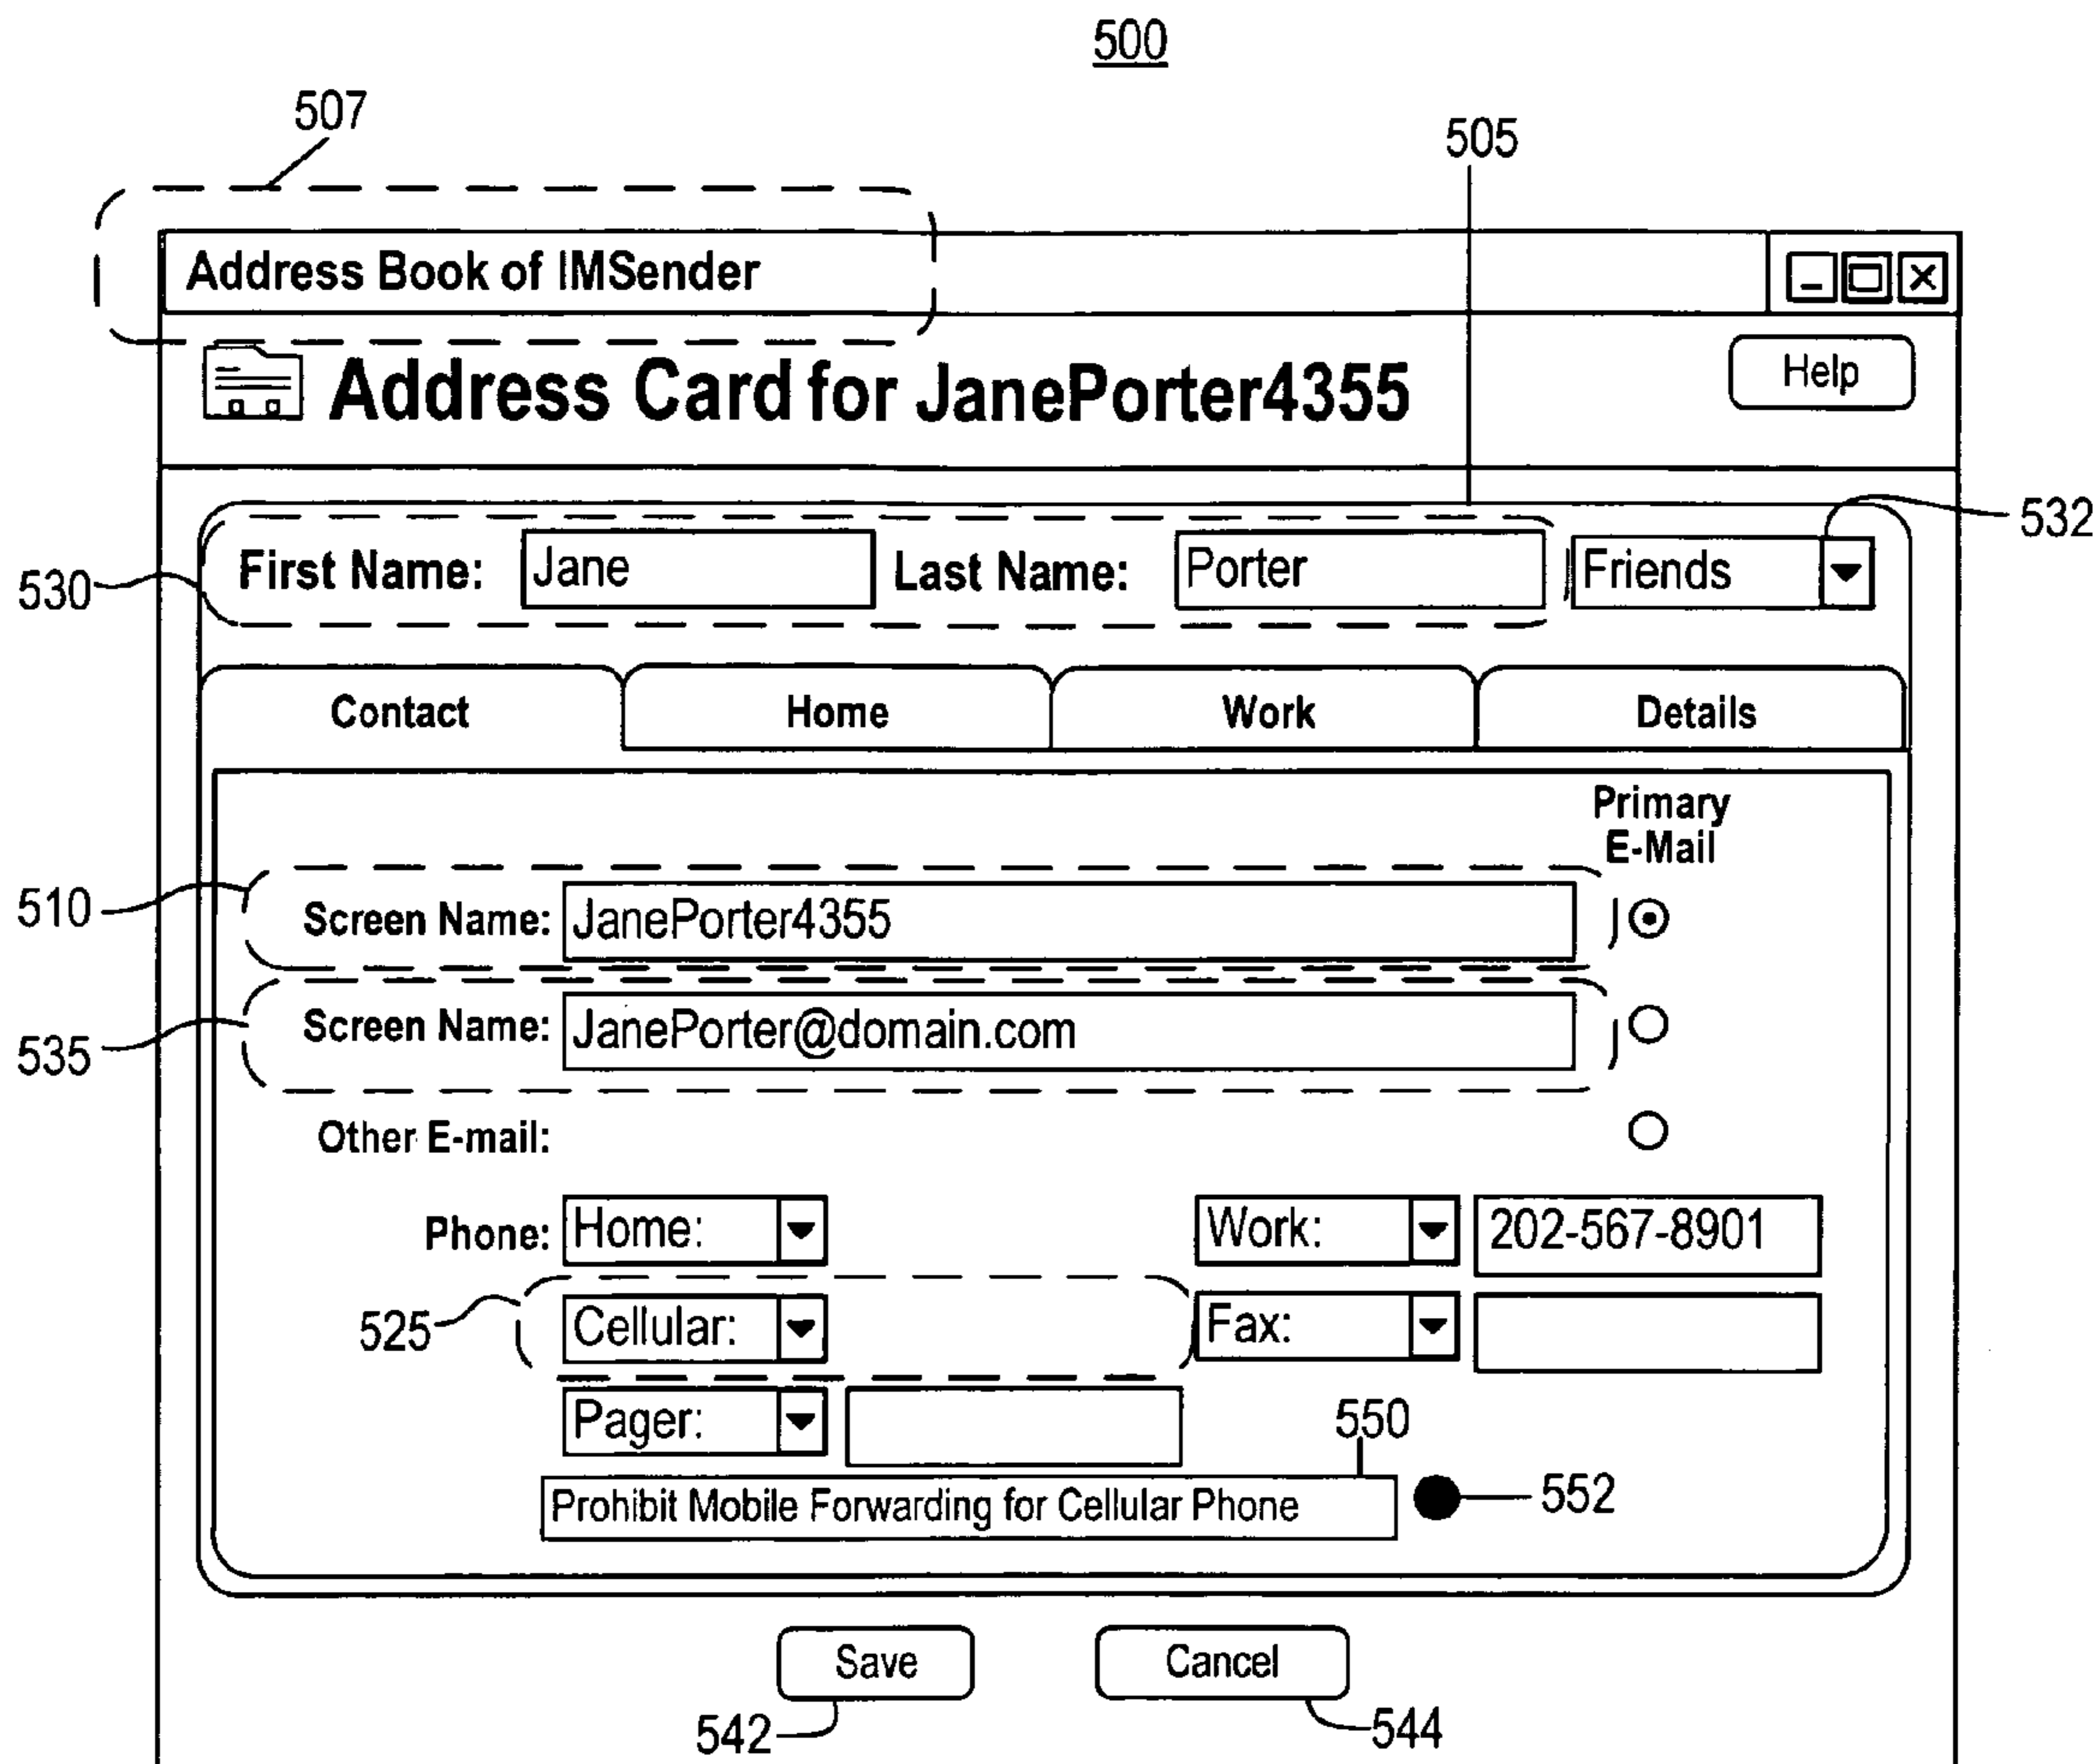 500
507
505
Address Book of IMSender
Address Card for JanePorter4355
Help
532
530
First Name: Jane Last Name: Porter Friends
Contact Home Work Details
Primary
E-Mail
510
Screen Name: JanePorter4355
535
Screen Name: JanePorter@domain.com
Other E-mail:
Phone: Home: Work: 202-567-8901
525
Cellular: Fax:
Pager:
550
Prohibit Mobile Forwarding for Cellular Phone
552
Save Cancel
542 544